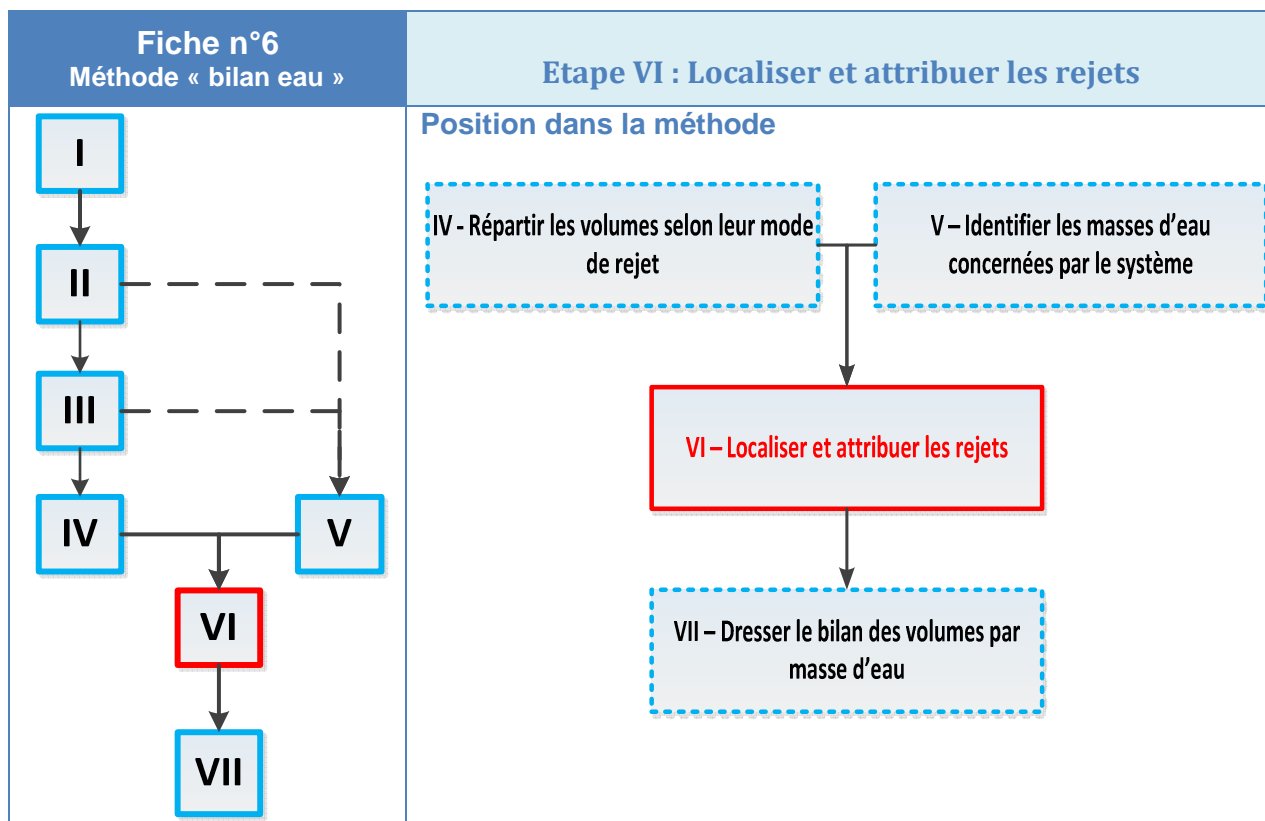 Fiche n°6
Méthode « bilan eau »
Etape VI : Localiser et attribuer les rejets
I
II
III
IV
V
VI
VII
Position dans la méthode
IV - Répartir les volumes selon leur mode
de rejet
V – Identifier les masses d'eau
concernées par le système
VI – Localiser et attribuer les rejets
VII – Dresser le bilan des volumes par
masse d'eau